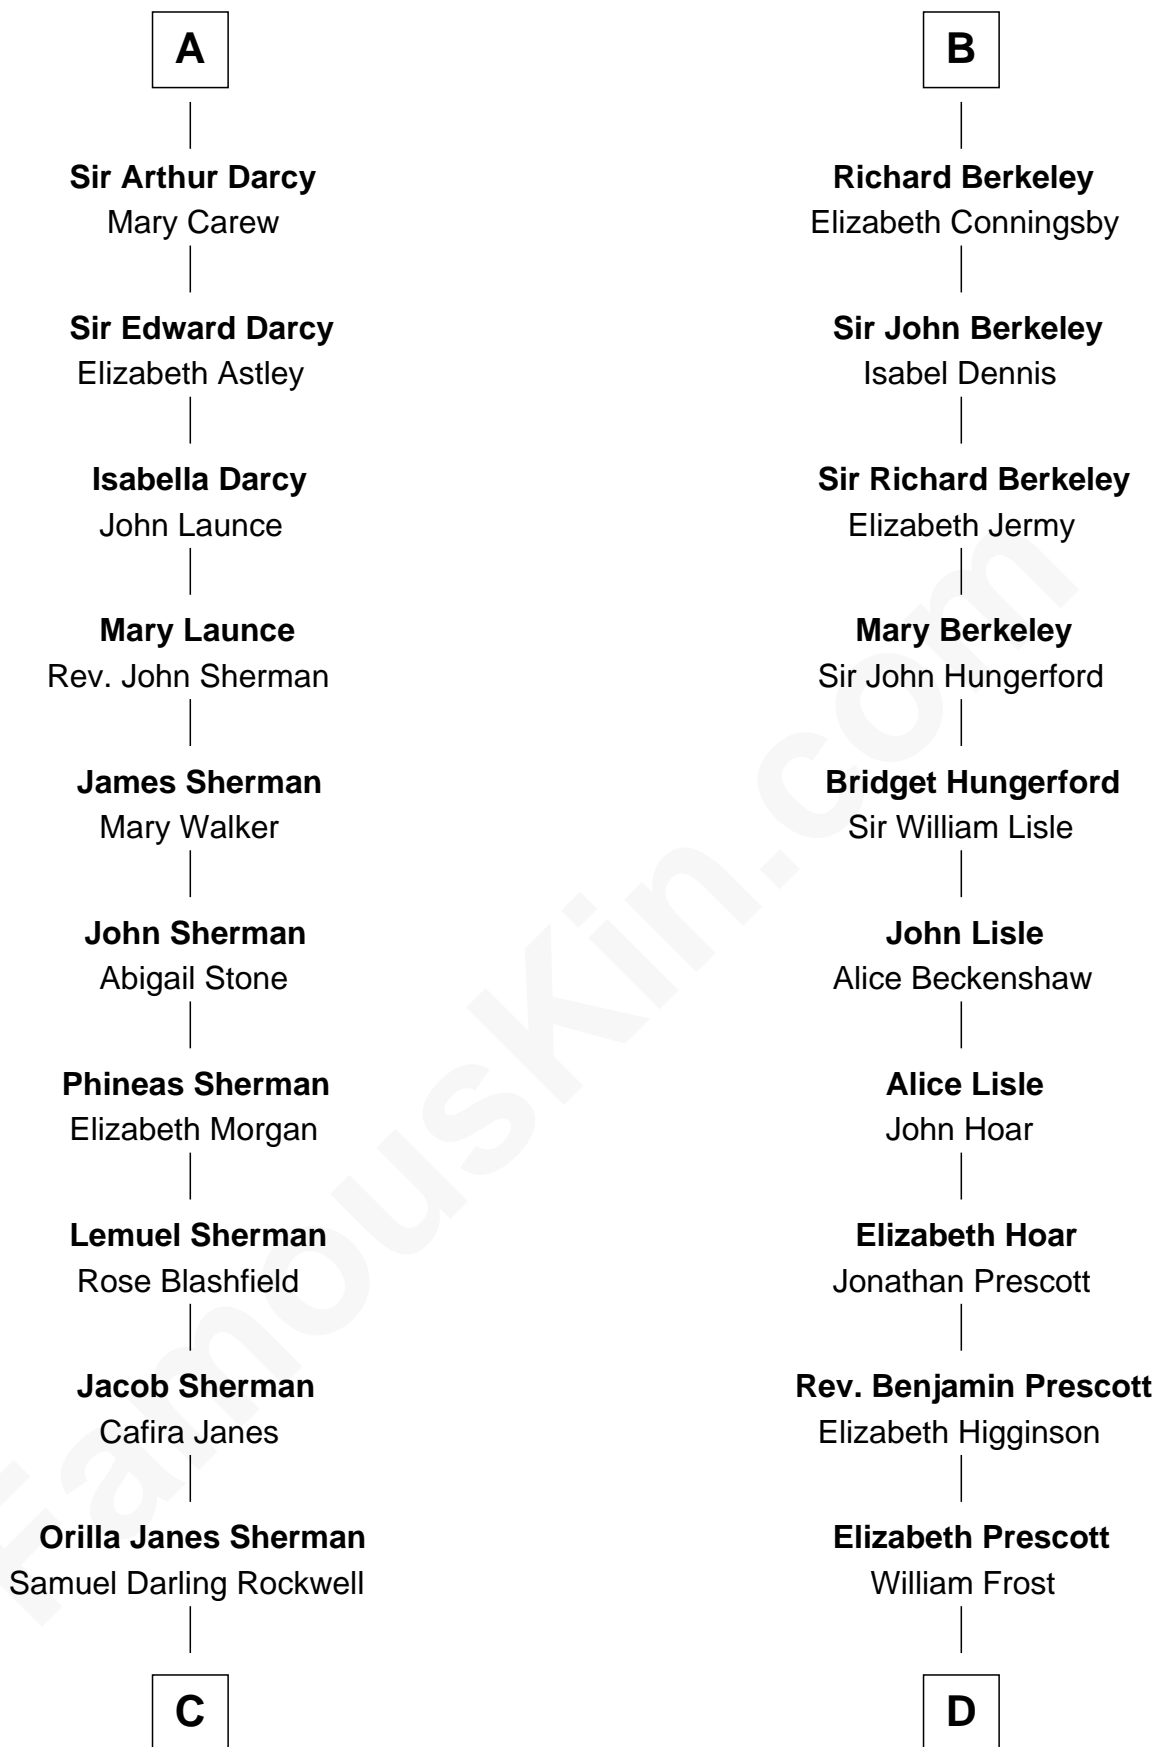 A
Sir Arthur Darcy
Mary Carew
Sir Edward Darcy
Elizabeth Astley
Isabella Darcy
John Launce
Mary Launce
Rev. John Sherman
James Sherman
Mary Walker
John Sherman
Abigail Stone
Phineas Sherman
Elizabeth Morgan
Lemuel Sherman
Rose Blashfield
Jacob Sherman
Cafira Janes
Orilla Janes Sherman
Samuel Darling Rockwell
C
B
Richard Berkeley
Elizabeth Conningsby
Sir John Berkeley
Isabel Dennis
Sir Richard Berkeley
Elizabeth Jermy
Mary Berkeley
Sir John Hungerford
Bridget Hungerford
Sir William Lisle
John Lisle
Alice Beckenshaw
Alice Lisle
John Hoar
Elizabeth Hoar
Jonathan Prescott
Rev. Benjamin Prescott
Elizabeth Higginson
Elizabeth Prescott
William Frost
D
FamousKin.com